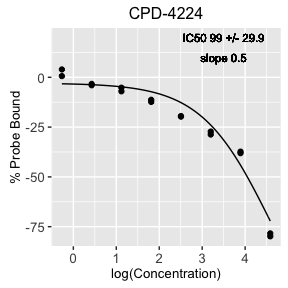 CPD-4224
IC50 99 +/- 29.9
slope 0.5
% Probe Bound
0
-25
-50
-75
0 1 2 3 4
log(Concentration)